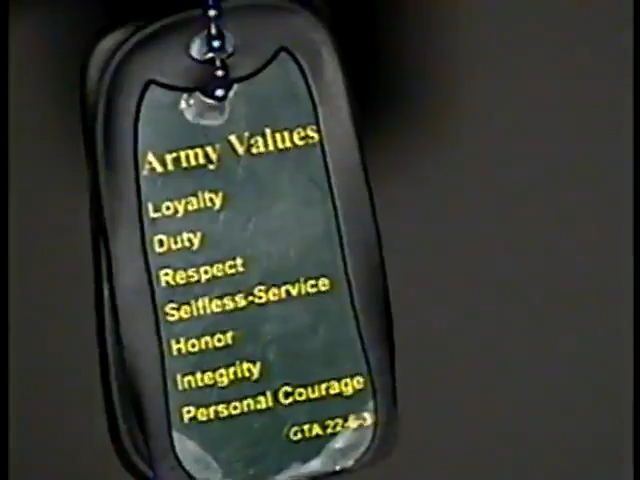 Army Values
Loyalty
Duty
Respect
Selfless-Service
Honor
Integrity
Personal Courage
GTA 22-6-3